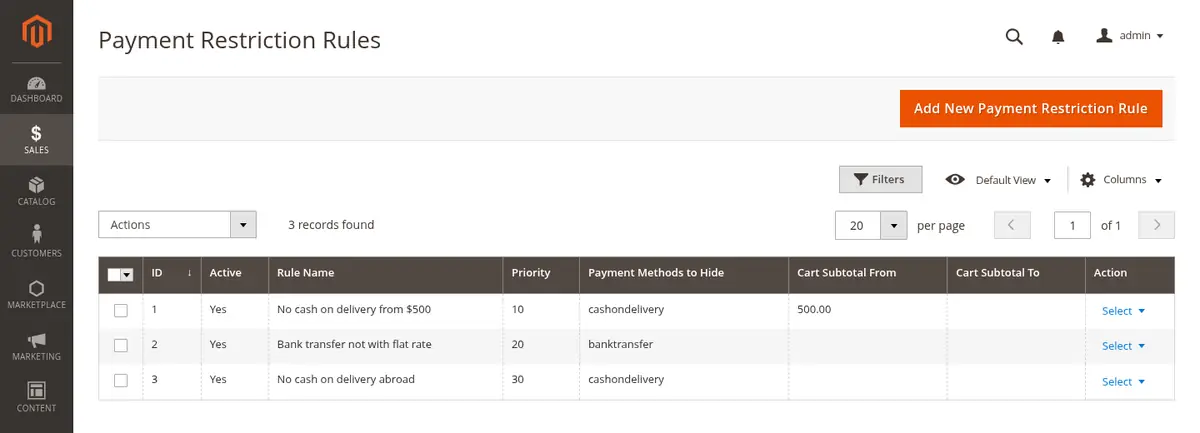 Payment Restriction Rules
admin
Add New Payment Restriction Rule
DASHBOARD
SALES
CATALOG
CUSTOMERS
MARKETPLACE
MARKETING
CONTENT
Filters Default View Columns
Actions 3 records found 20 per page 1 of 1
ID ↓ Active Rule Name Priority Payment Methods to Hide Cart Subtotal From Cart Subtotal To Action
1 Yes No cash on delivery from $500 10 cashondelivery 500.00 Select
2 Yes Bank transfer not with flat rate 20 banktransfer Select
3 Yes No cash on delivery abroad 30 cashondelivery Select